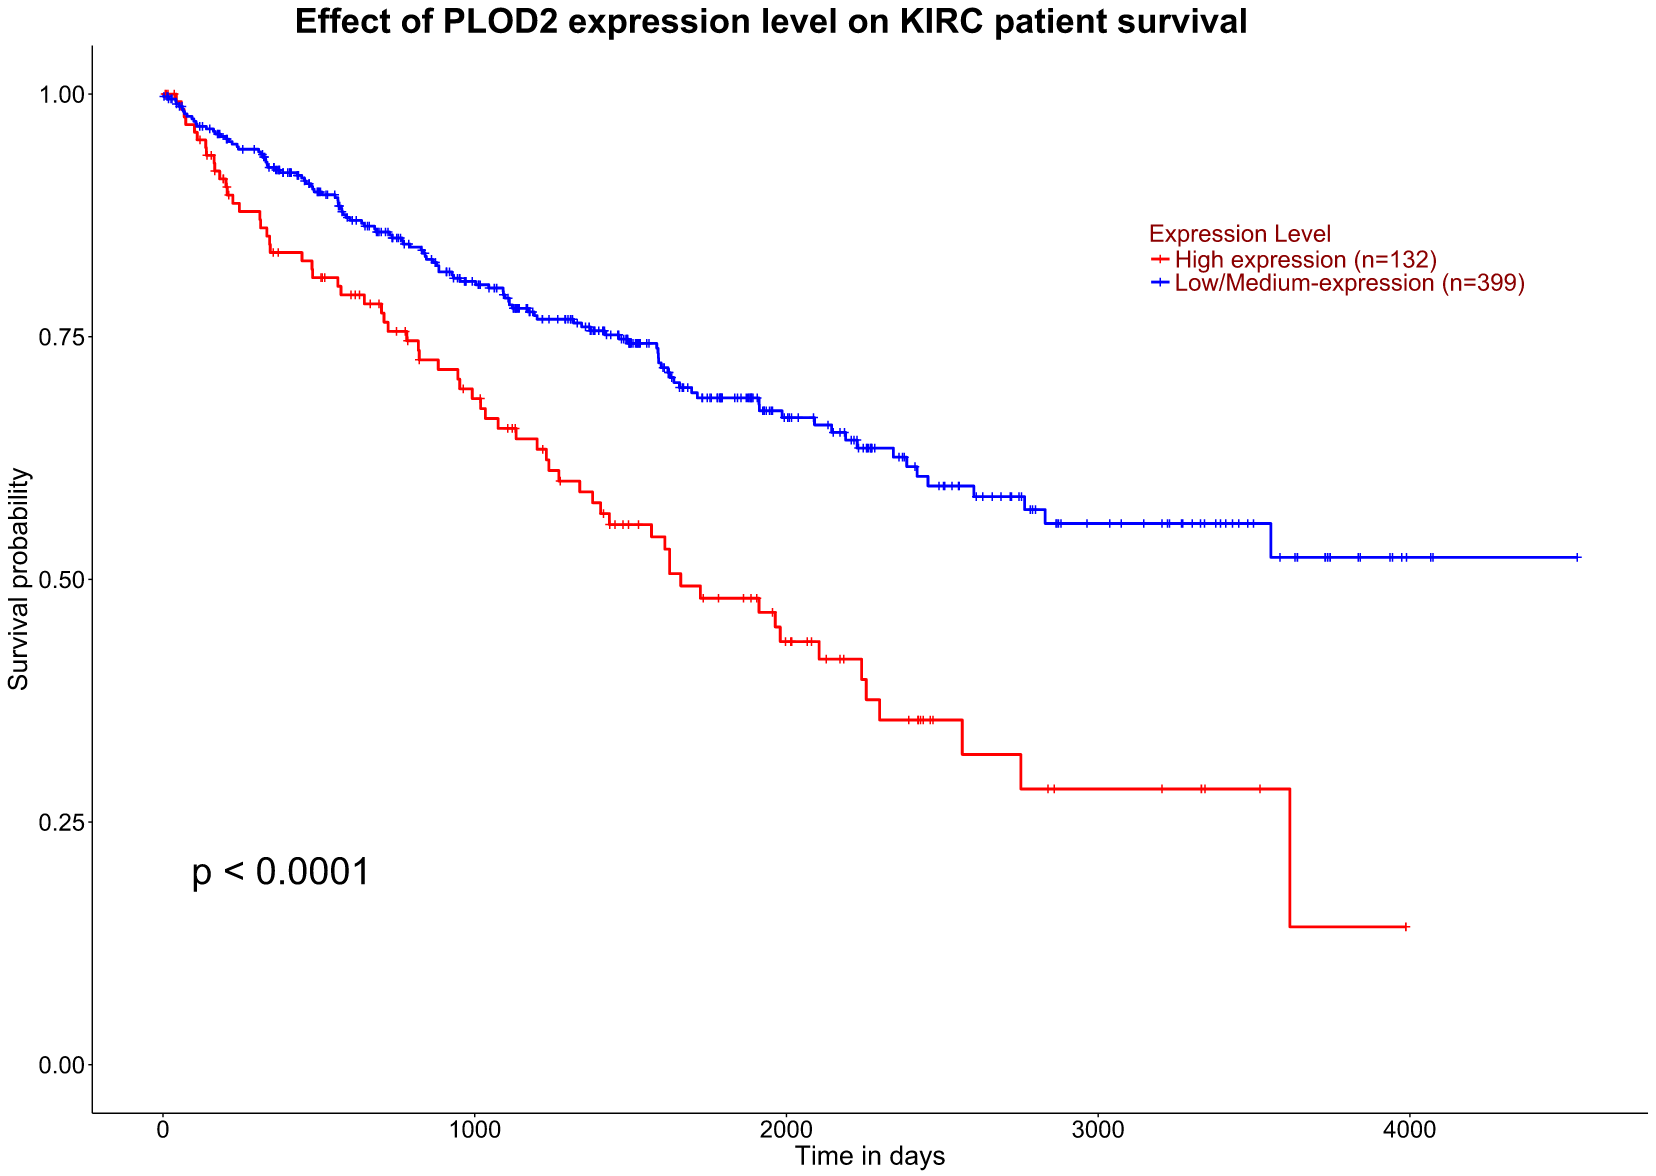 Effect of PLOD2 expression level on KIRC patient survival
1.00
0.75
0.50
0.25
0.00
Survival probability
Expression Level
High expression (n=132)
Low/Medium-expression (n=399)
p < 0.0001
0 1000 2000 3000 4000
Time in days